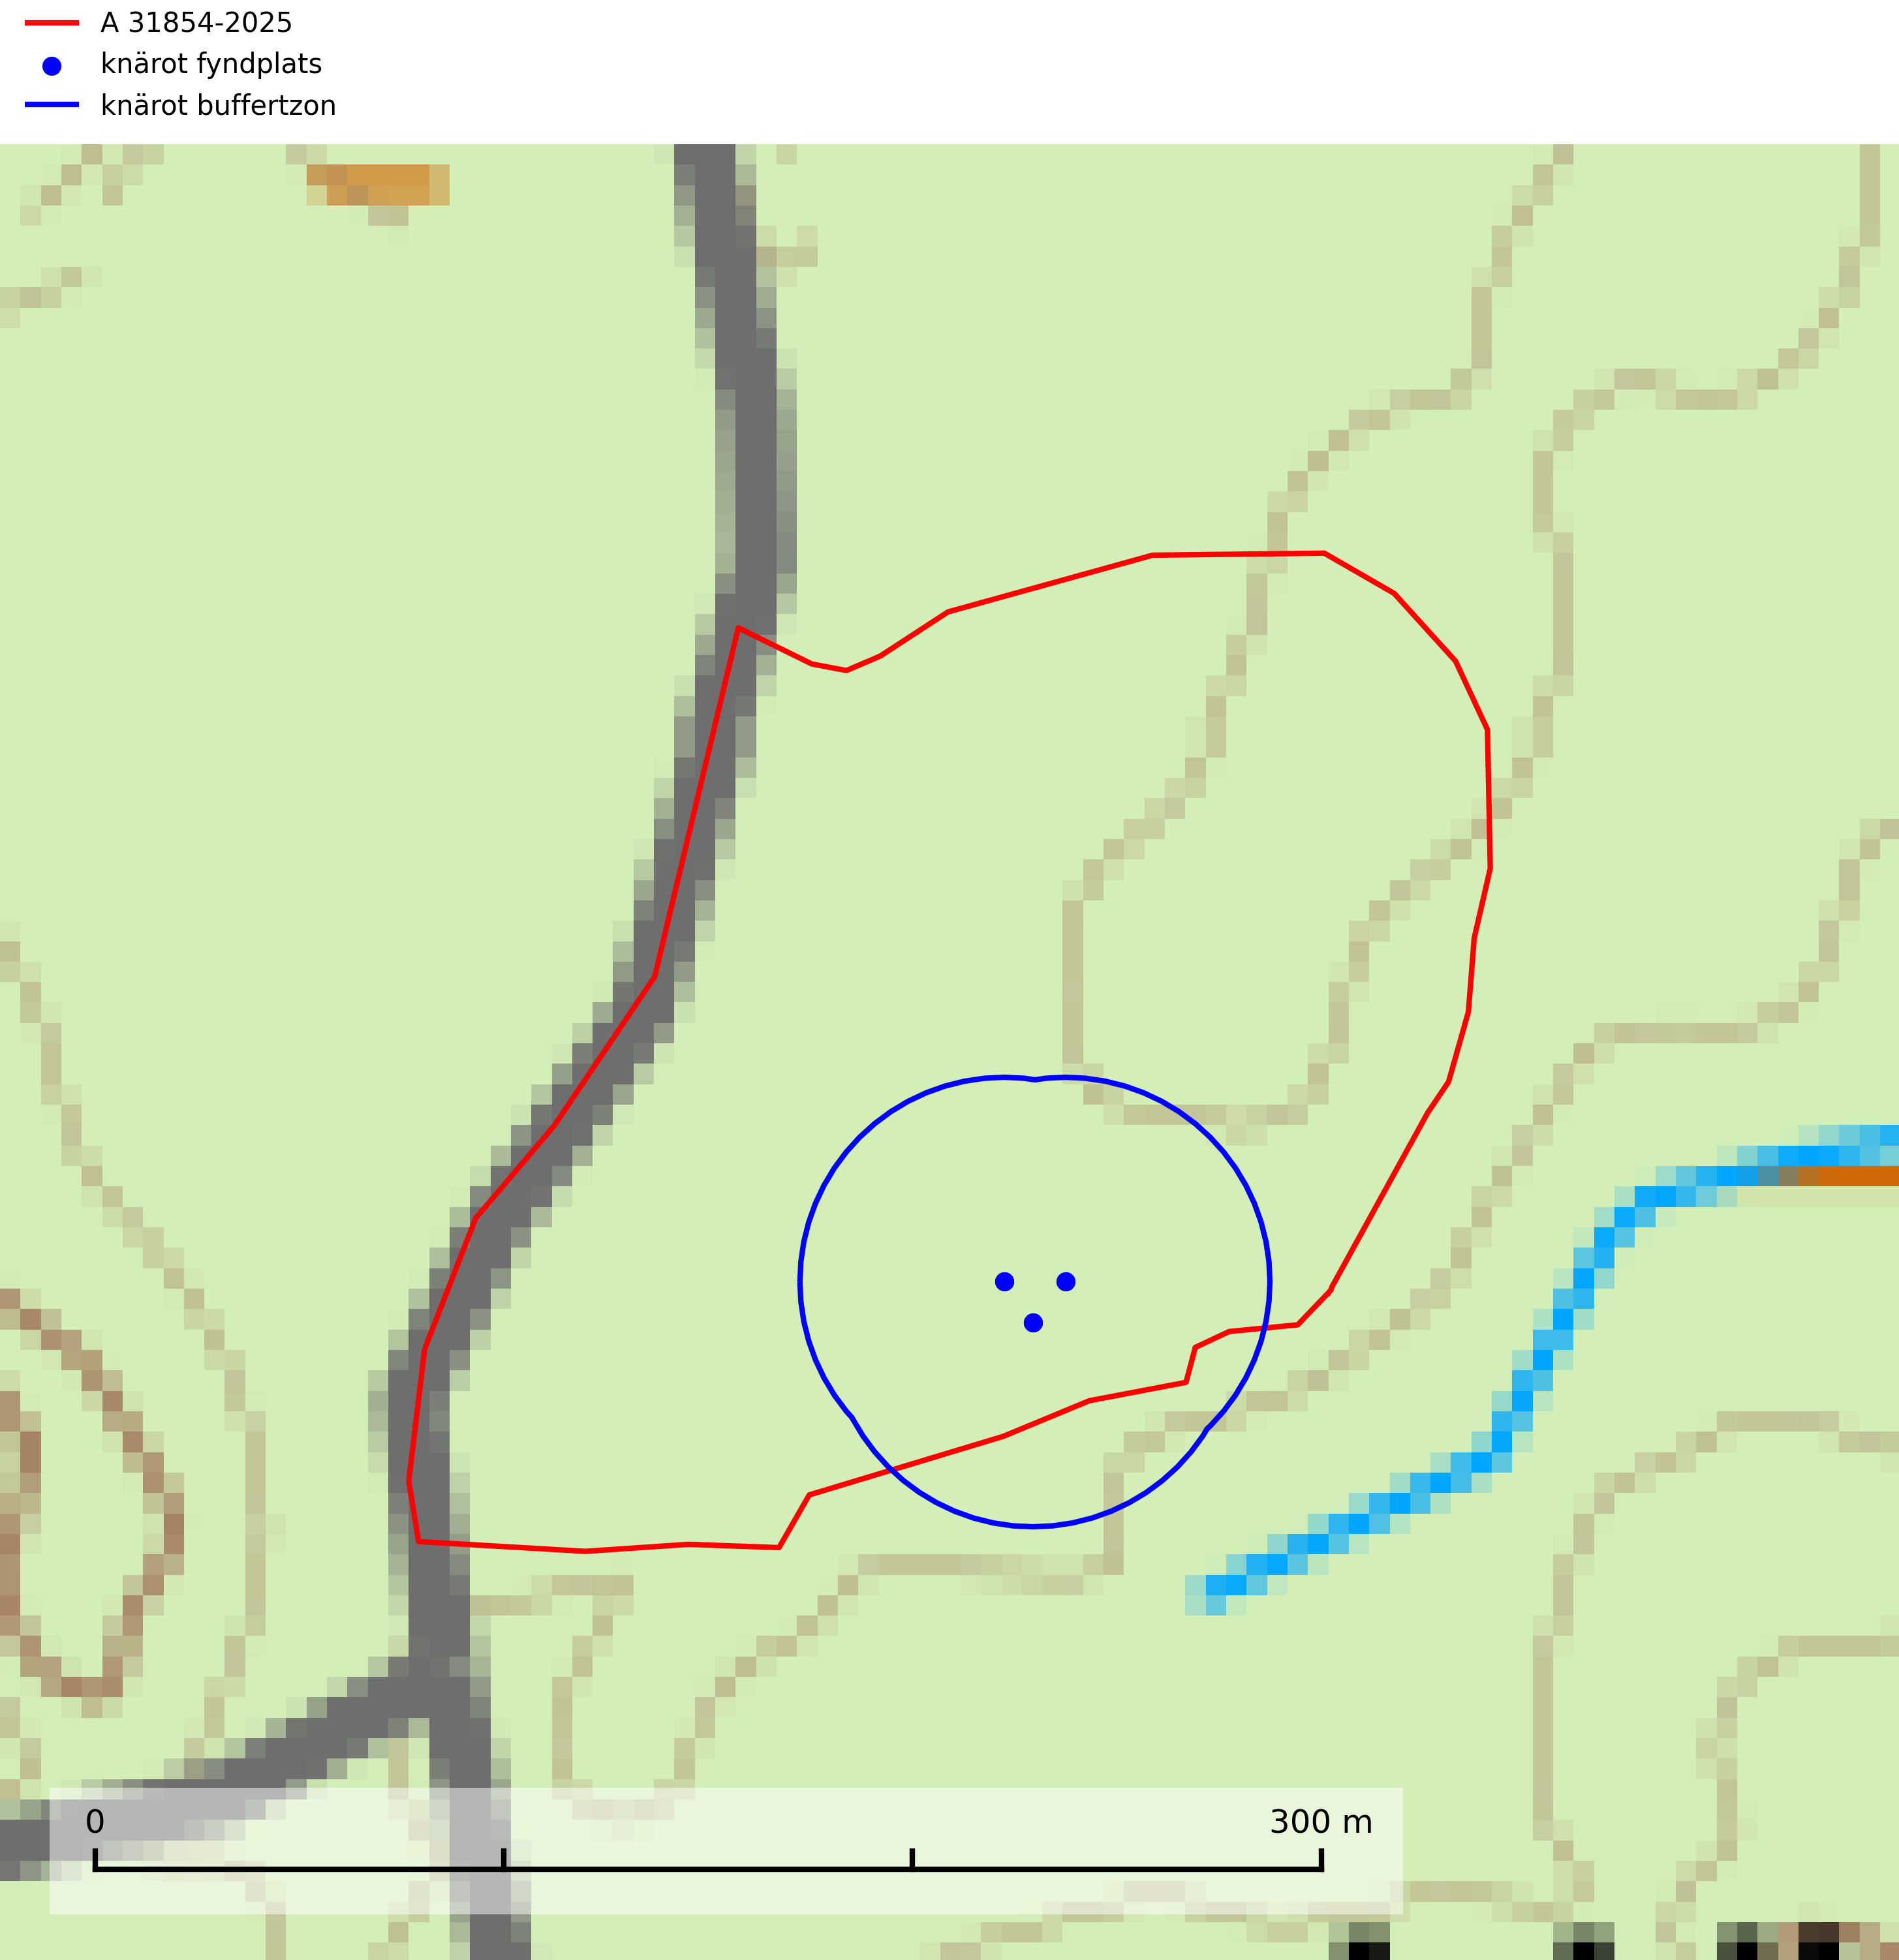 A 31854-2025
knärot fyndplats
knärot buffertzon
0 300 m